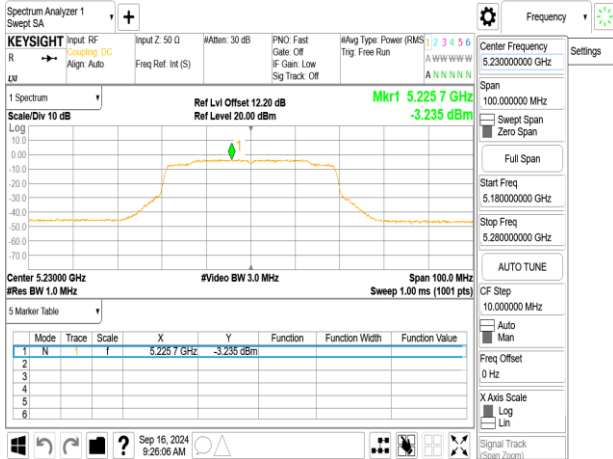 Spectrum Analyzer 1
Swept SA
+
Frequency
Settings
KEYSIGHT
R
Input: RF
Coupling: DC
Align: Auto
Input Z: 50 Ω
Freq Ref: Int (S)
#Atten: 30 dB
PNO: Fast
Gate: Off
IF Gain: Low
Sig Track: Off
#Avg Type: Power (RMS
Trig: Free Run
1 2 3 4 5 6
A W W W W W
A N N N N N
1 Spectrum
Scale/Div 10 dB
Ref Lvl Offset 12.20 dB
Ref Level 20.00 dBm
Mkr1 5.225 7 GHz
-3.235 dBm
Log
10.0
0.00
-10.0
-20.0
-30.0
-40.0
-50.0
-60.0
-70.0
1
Center 5.23000 GHz
#Res BW 1.0 MHz
#Video BW 3.0 MHz
Span 100.0 MHz
Sweep 1.00 ms (1001 pts)
5 Marker Table
Mode Trace Scale X Y Function Function Width Function Value
1 N 1 f 5.225 7 GHz -3.235 dBm
2
3
4
5
6
Sep 16, 2024
9:26:06 AM
?
Center Frequency
5.230000000 GHz
Span
100.000000 MHz
Swept Span
Zero Span
Full Span
Start Freq
5.180000000 GHz
Stop Freq
5.280000000 GHz
AUTO TUNE
CF Step
10.000000 MHz
Auto
Man
Freq Offset
0 Hz
X Axis Scale
Log
Lin
Signal Track
(Span Zoom)